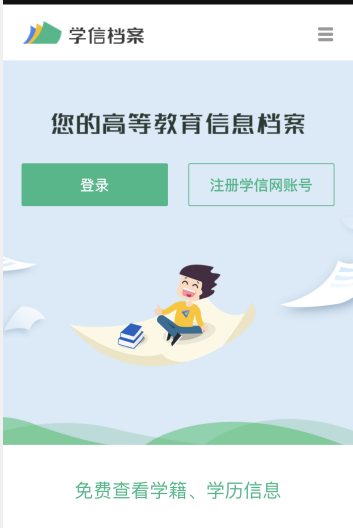 学信档案
您的高等教育信息档案
登录
注册学信网账号
免费查看学籍、学历信息